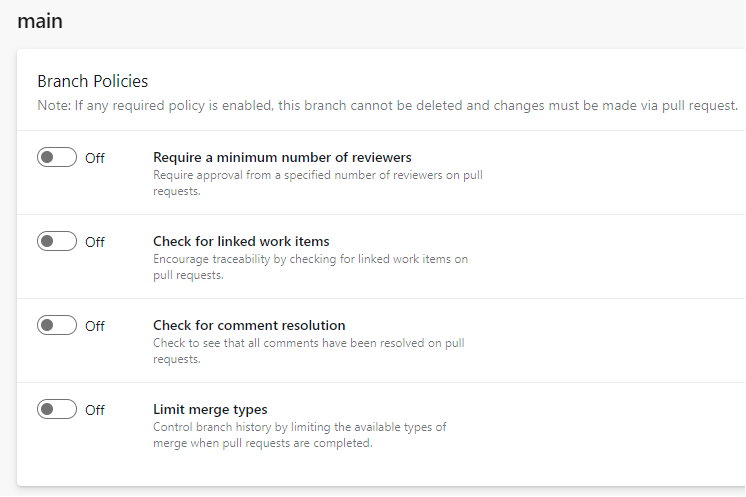 main
Branch Policies
Note: If any required policy is enabled, this branch cannot be deleted and changes must be made via pull request.
Off
Require a minimum number of reviewers
Require approval from a specified number of reviewers on pull
requests.
Off
Check for linked work items
Encourage traceability by checking for linked work items on
pull requests.
Off
Check for comment resolution
Check to see that all comments have been resolved on pull
requests.
Off
Limit merge types
Control branch history by limiting the available types of
merge when pull requests are completed.